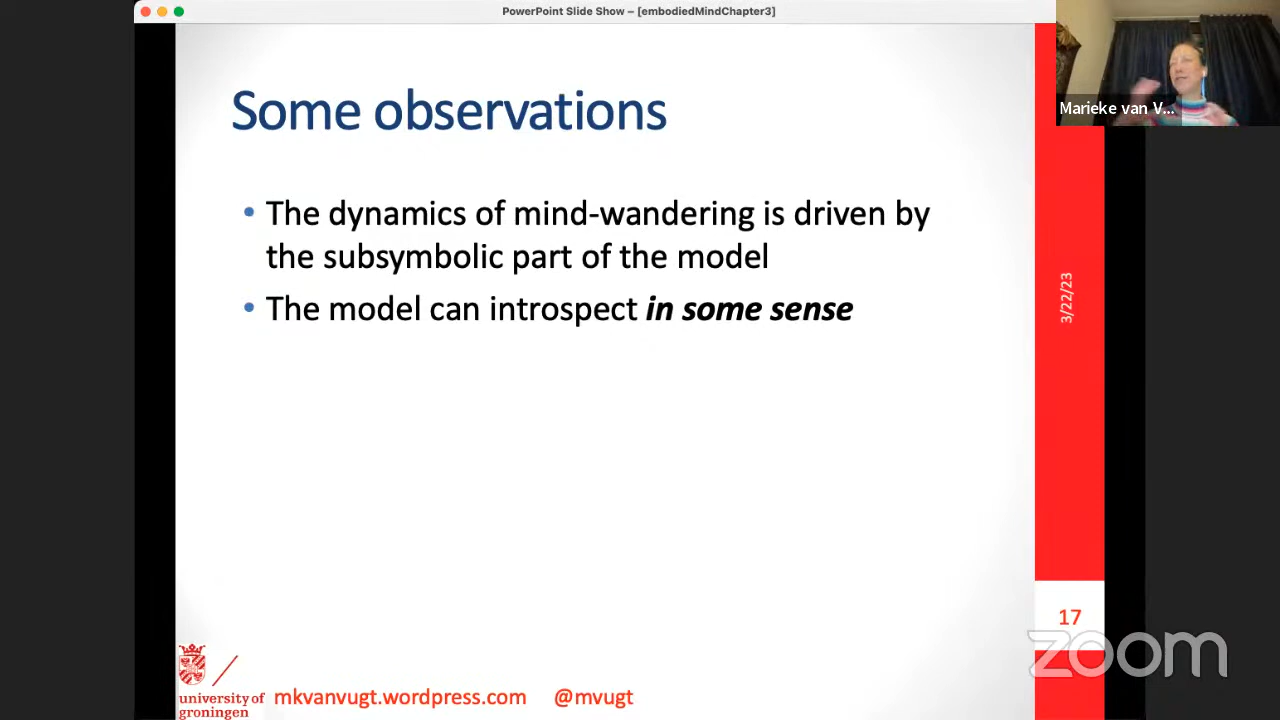 PowerPoint Slide Show – [embodiedMindChapter3]
Marieke van V...
Some observations
• The dynamics of mind-wandering is driven by
the subsymbolic part of the model
• The model can introspect in some sense
3/22/23
17
zoom
university of
groningen
mkvanvugt.wordpress.com @mvugt